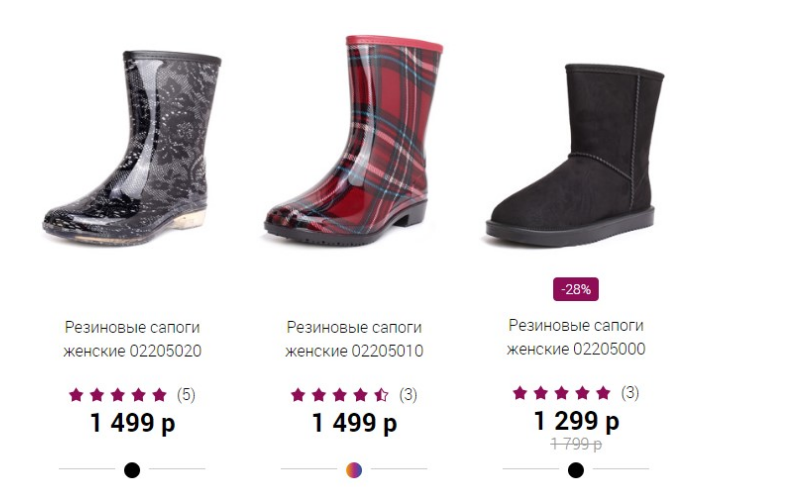 Резиновые сапоги
женские 02205020
(5)
1 499 р
Резиновые сапоги
женские 02205010
(3)
1 499 р
-28%
Резиновые сапоги
женские 02205000
(3)
1 299 р
1 799 р